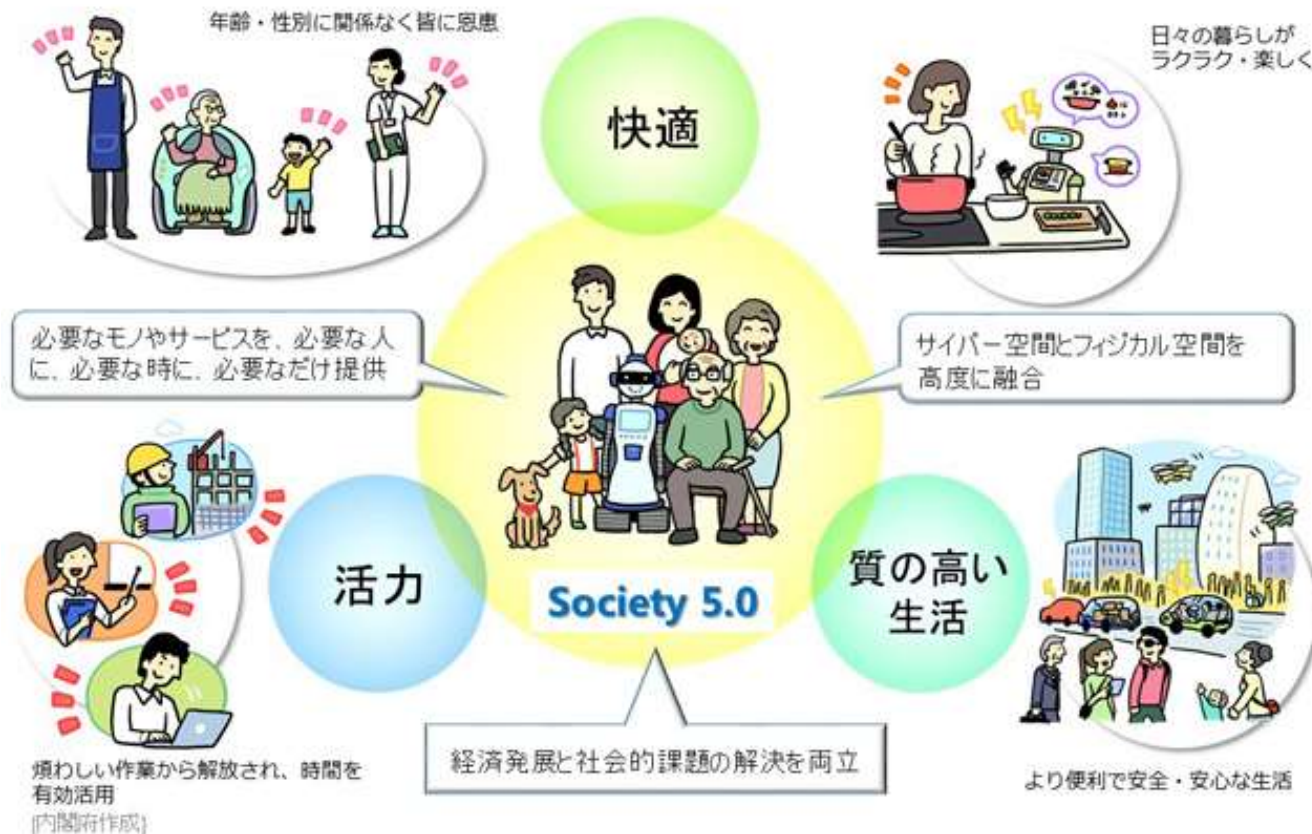 年齢・性別に関係なく皆に恩恵
日々の暮らしが
ラクラク・楽しく
快適
必要なモノやサービスを、必要な人
に、必要な時に、必要なだけ提供
サイバー空間とフィジカル空間を
高度に融合
活力
質の高い
生活
Society 5.0
経済発展と社会的課題の解決を両立
煩わしい作業から解放され、時間を
有効活用
[内閣府作成]
より便利で安全・安心な生活